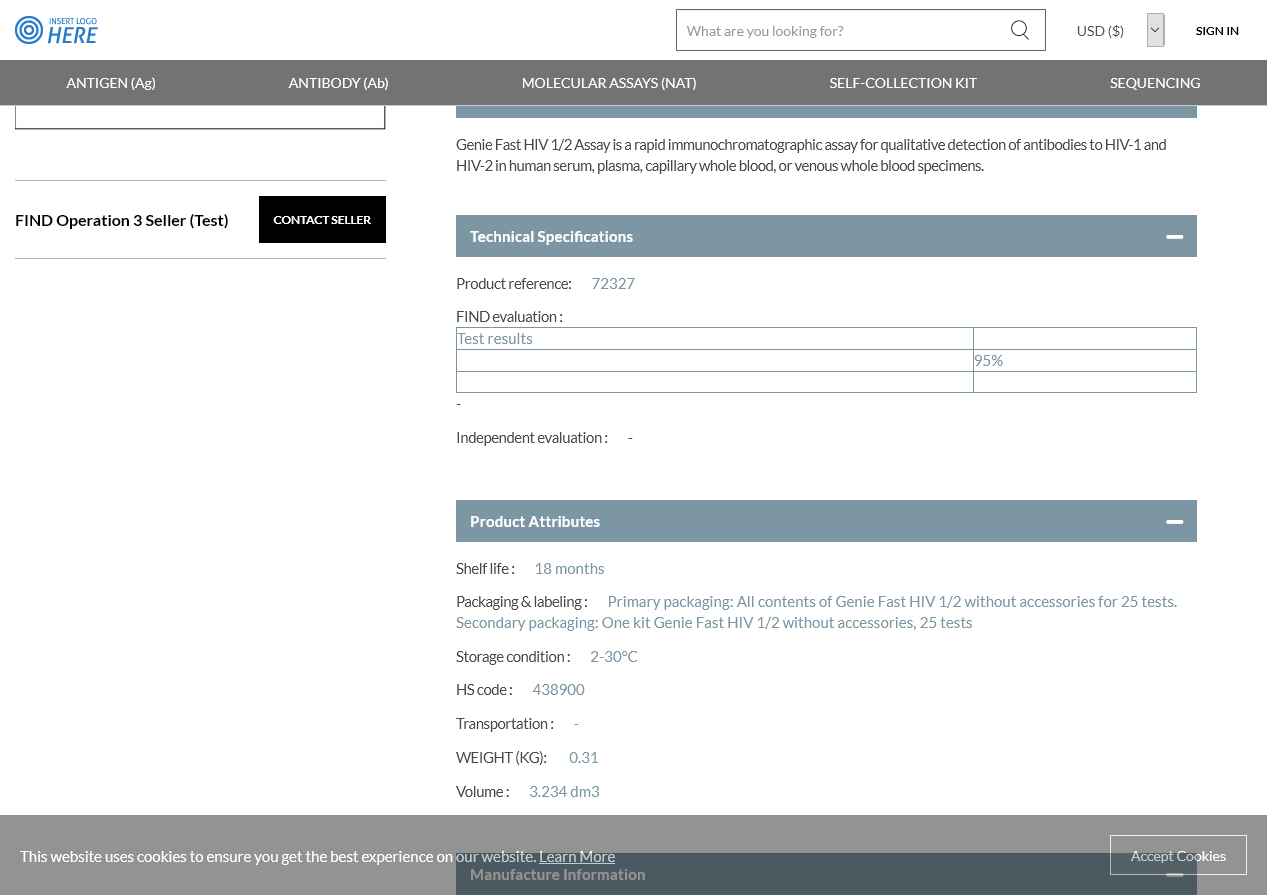 INSERT LOGO
HERE
What are you looking for?
USD ($)
SIGN IN
ANTIGEN (Ag)
ANTIBODY (Ab)
MOLECULAR ASSAYS (NAT)
SELF-COLLECTION KIT
SEQUENCING
FIND Operation 3 Seller (Test)
CONTACT SELLER
Genie Fast HIV 1/2 Assay is a rapid immunochromatographic assay for qualitative detection of antibodies to HIV-1 and
HIV-2 in human serum, plasma, capillary whole blood, or venous whole blood specimens.
Technical Specifications
Product reference: 72327
FIND evaluation :
Test results
95%
-
Independent evaluation : -
Product Attributes
Shelf life : 18 months
Packaging & labeling : Primary packaging: All contents of Genie Fast HIV 1/2 without accessories for 25 tests.
Secondary packaging: One kit Genie Fast HIV 1/2 without accessories, 25 tests
Storage condition : 2-30°C
HS code : 438900
Transportation : -
WEIGHT (KG): 0.31
Volume : 3.234 dm3
This website uses cookies to ensure you get the best experience on our website. Learn More
Accept Cookies
Manufacture Information